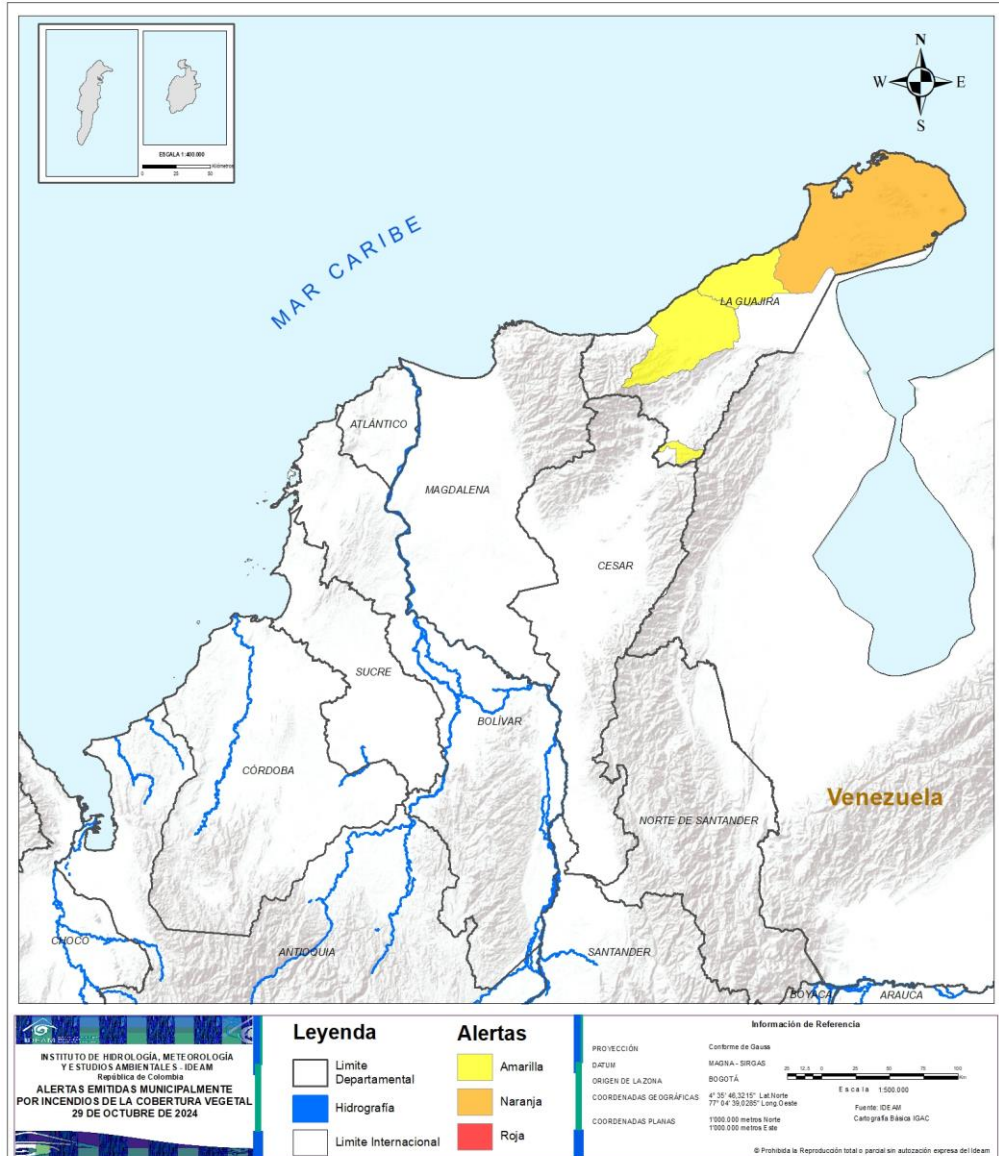 N
W E
S
ESCALA 1:400.000
Kilómetros
MAR CARIBE
LA GUAJIRA
ATLÁNTICO
MAGDALENA
CESAR
SUCRE
BOLÍVAR
CÓRDOBA
Venezuela
NORTE DE SANTANDER
CHOCÓ
ANTIOQUIA
SANTANDER
BOYACÁ
ARAUCA
IDEAM
INSTITUTO DE HIDROLOGÍA, METEOROLOGÍA
Y ESTUDIOS AMBIENTALES - IDEAM
República de Colombia
ALERTAS EMITIDAS MUNICIPALMENTE
POR INCENDIOS DE LA COBERTURA VEGETAL
29 DE OCTUBRE DE 2024
Leyenda
Limite
Departamental
Hidrografía
Limite Internacional
Alertas
Amarilla
Naranja
Roja
Información de Referencia
PROYECCIÓN Conforme de Gauss
DATUM MAGNA - SIRGAS
ORIGEN DE LA ZONA BOGOTÁ
COORDENADAS GEOGRÁFICAS 4° 35' 46,3215" Lat.Norte
77° 04' 39,0285" Long.Oeste
COORDENADAS PLANAS 1'000.000 metros Norte
1'000.000 metros Este
Escala 1:500.000
Fuente: IDEAM
Cartografía Básica IGAC
© Prohibida la Reproducción total o parcial sin autozación expresa del Ideam